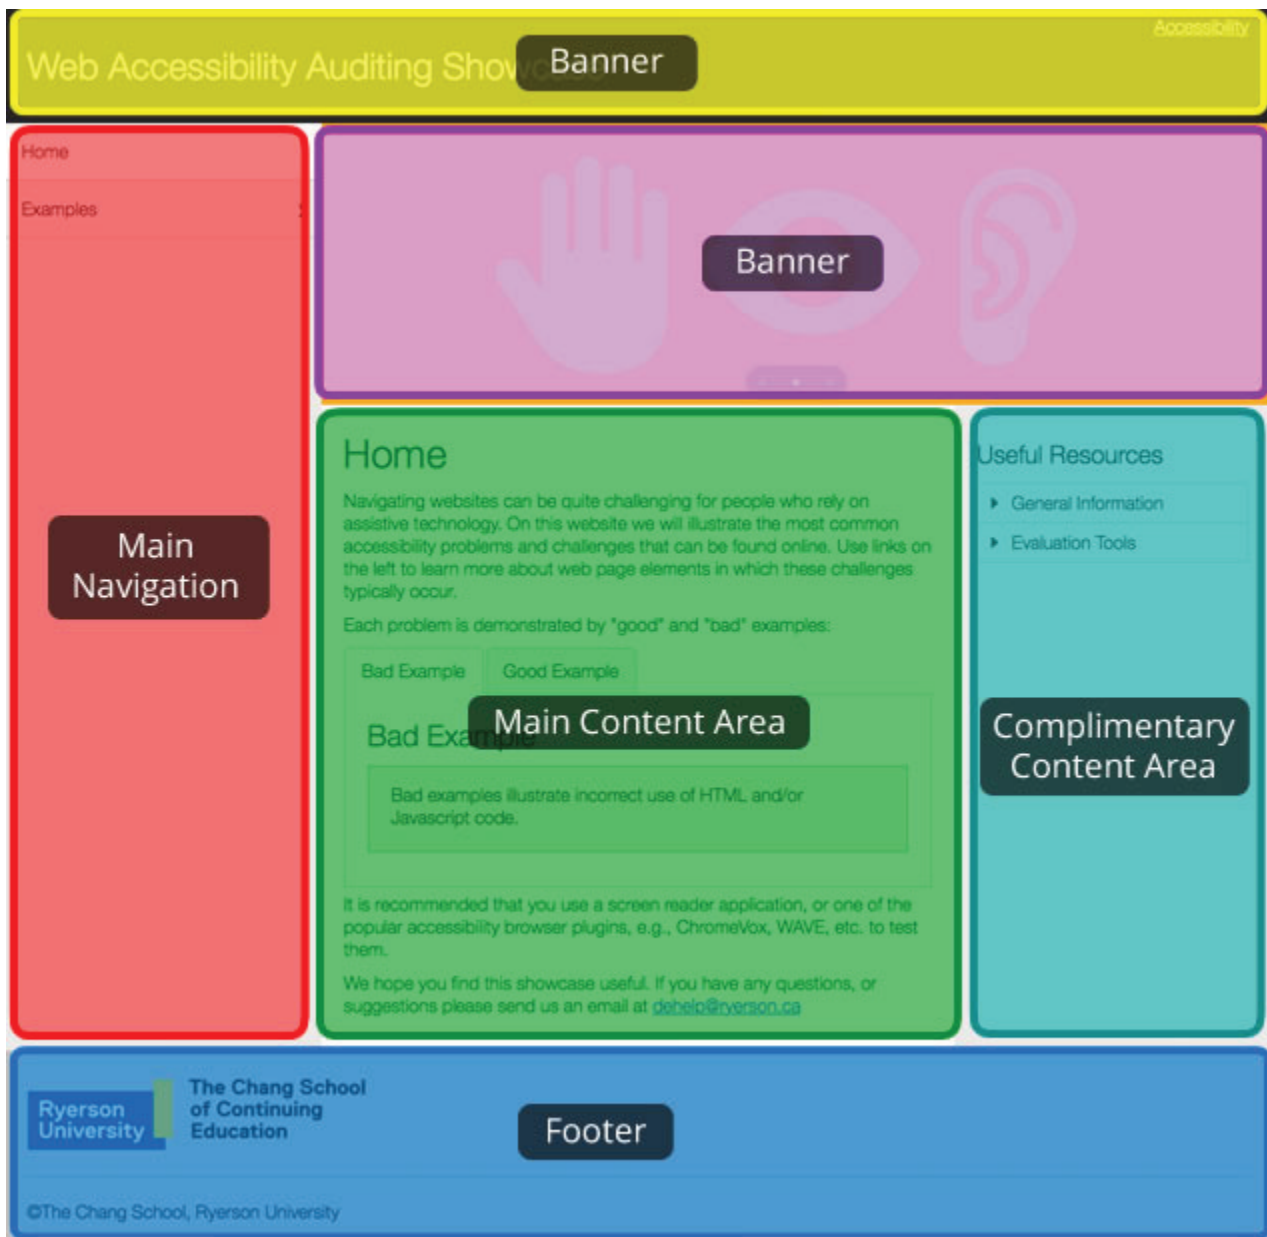 Accessibility
Web Accessibility Auditing Show
Banner
Home
Examples
Banner
Main
Navigation
Home
Navigating websites can be quite challenging for people who rely on
assistive technology. On this website we will illustrate the most common
accessibility problems and challenges that can be found online. Use links on
the left to learn more about web page elements in which these challenges
typically occur.
Each problem is demonstrated by "good" and "bad" examples:
Bad Example
Good Example
Main Content Area
Bad Example
Bad examples illustrate incorrect use of HTML and/or
Javascript code.
It is recommended that you use a screen reader application, or one of the
popular accessibility browser plugins, e.g., ChromeVox, WAVE, etc. to test
them.
We hope you find this showcase useful. If you have any questions, or
suggestions please send us an email at dehelp@ryerson.ca
Useful Resources
General Information
Evaluation Tools
Complimentary
Content Area
Ryerson
University
The Chang School
of Continuing
Education
Footer
©The Chang School, Ryerson University